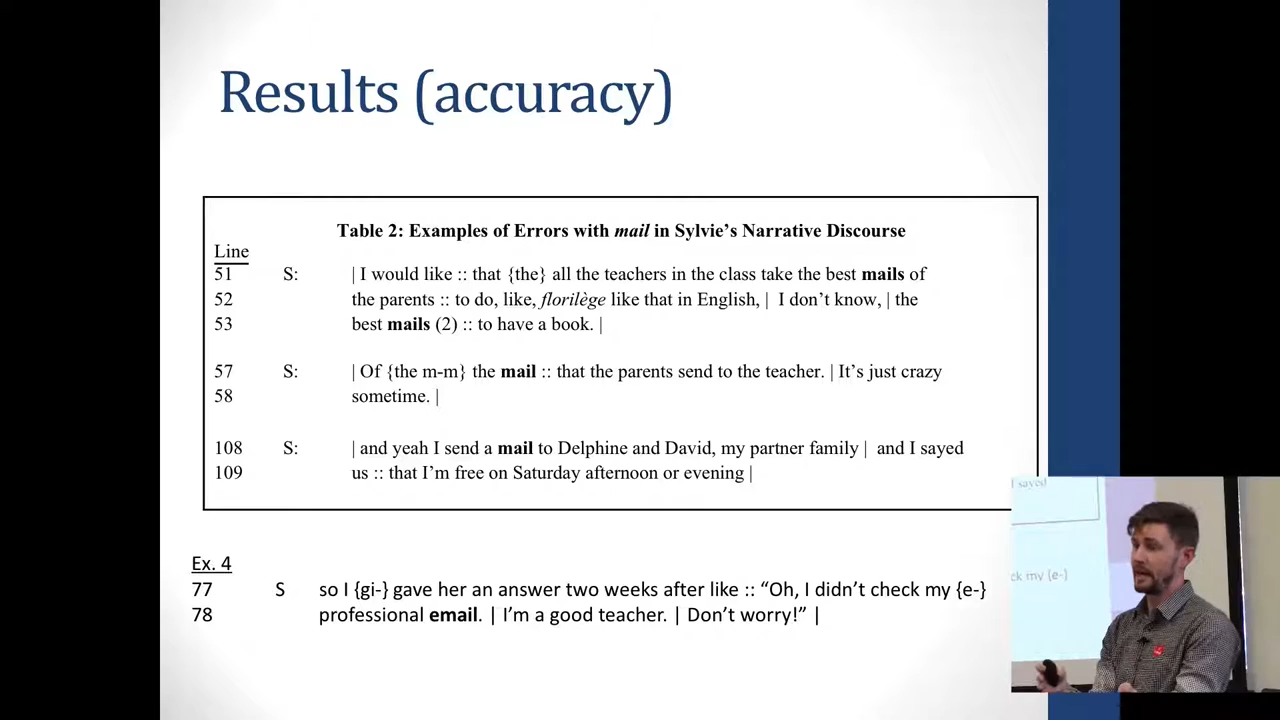 Results (accuracy)
Table 2: Examples of Errors with mail in Sylvie's Narrative Discourse
Line
51 S: | I would like :: that {the} all the teachers in the class take the best mails of
52 the parents :: to do, like, florilège like that in English, | I don't know, | the
53 best mails (2) :: to have a book. |
57 S: | Of {the m-m} the mail :: that the parents send to the teacher. | It's just crazy
58 sometime. |
108 S: | and yeah I send a mail to Delphine and David, my partner family | and I sayed
109 us :: that I'm free on Saturday afternoon or evening |
Ex. 4
77 S so I {gi-} gave her an answer two weeks after like :: “Oh, I didn't check my {e-}
78 professional email. | I'm a good teacher. | Don't worry!” |
I sayed
ck my {e-}